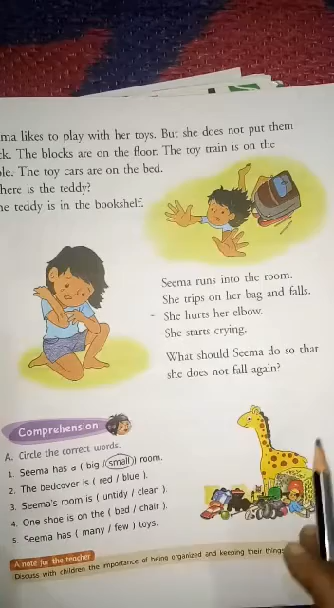 ma likes to play with her toys. But she does not put them
ck. The blocks are on the floor. The toy train is on the
ble. The toy cars are on the bed.
here is the teddy?
he teddy is in the bookshelf.
Seema runs into the room.
She trips on her bag and falls.
She hurts her elbow.
She starts crying.
What should Seema do so that
she does not fall again?
Comprehension
A. Circle the correct words.
1. Seema has a ( big / small ) room.
2. The bedcover is ( red / blue ).
3. Seema's room is ( untidy / clear ).
4. One shoe is on the ( bed / chair ).
5. Seema has ( many / few ) toys.
A note for the teacher
Discuss with children the importance of being organized and keeping their things